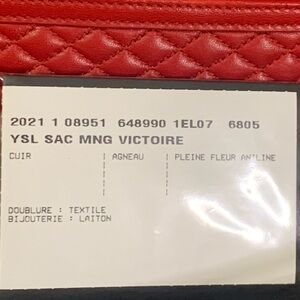 2021 1 08951 648990 1EL07 6805
YSL SAC MNG VICTOIRE
CUIR | AGNEAU | PLEINE FLEUR ANILINE
DOUBLURE : TEXTILE
BIJOUTERIE : LAITON